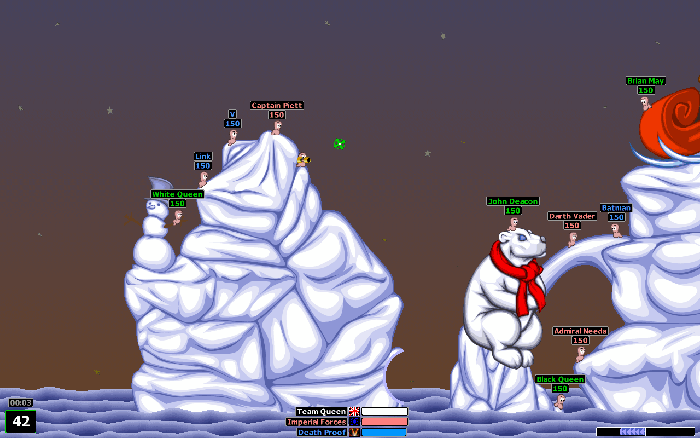 Brian May
150
Captain Piett
150
V
150
Link
150
White Queen
150
John Deacon
150
Batman
150
Darth Vader
150
Admiral Needa
150
Black Queen
150
00:03
42
Team Queen
Imperial Forces
Death Proof